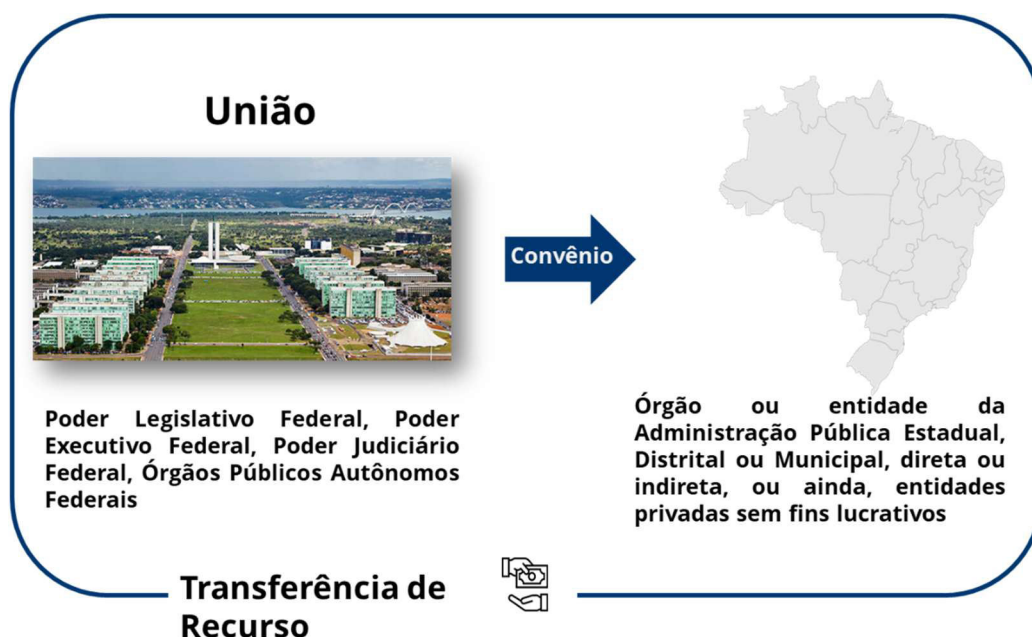 União
Convênio
Poder Legislativo Federal, Poder
Executivo Federal, Poder Judiciário
Federal, Órgãos Públicos Autônomos
Federais
Órgão ou entidade da
Administração Pública Estadual,
Distrital ou Municipal, direta ou
indireta, ou ainda, entidades
privadas sem fins lucrativos
Transferência de
Recurso